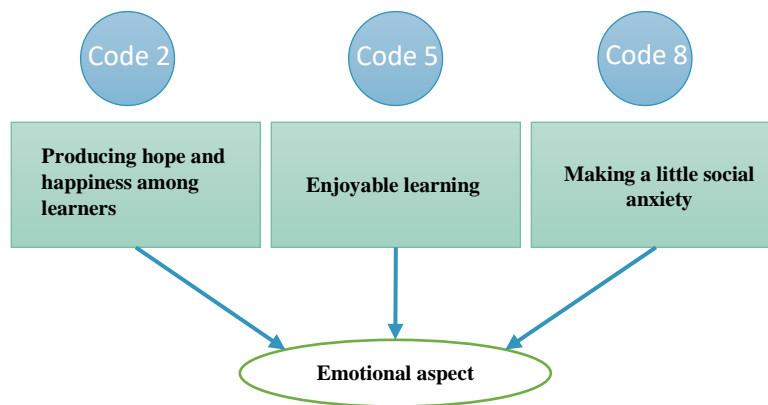 Code 2
Code 5
Code 8
Producing hope and
happiness among
learners
Enjoyable learning
Making a little social
anxiety
Emotional aspect